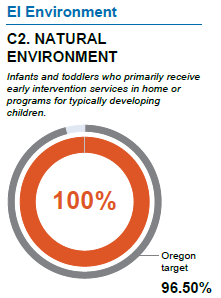 EI Environment
C2. NATURAL
ENVIRONMENT
Infants and toddlers who primarily receive
early intervention services in home or
programs for typically developing
children.
100%
Oregon
target
96.50%